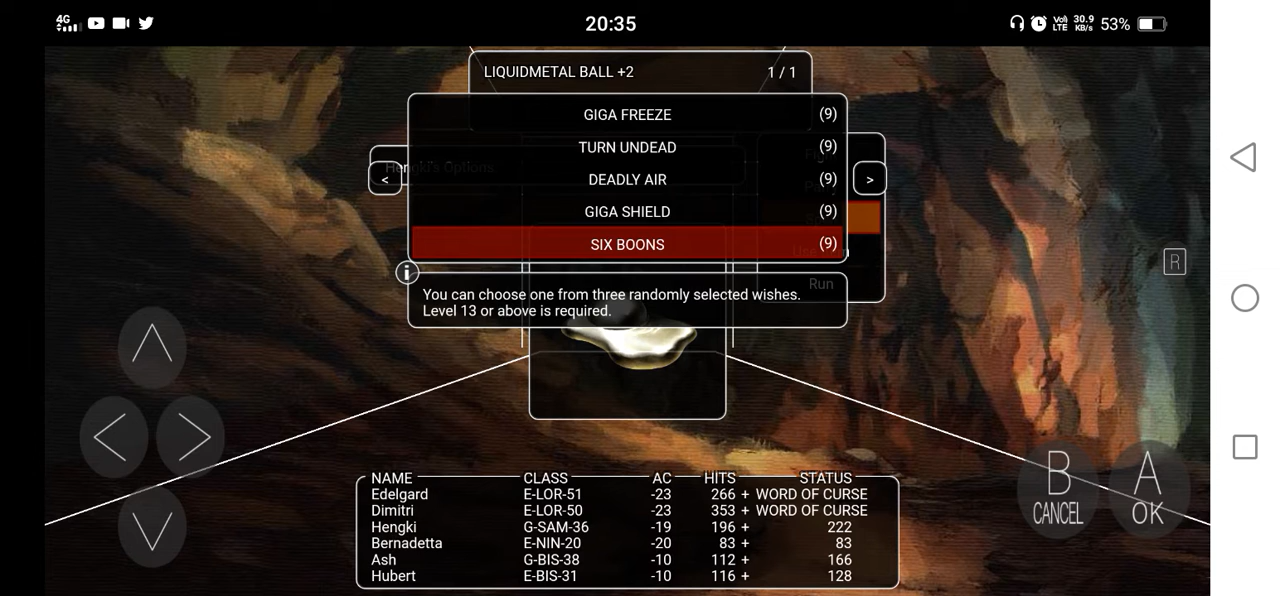 4G 20:35 Vo) LTE 30.9 KB/s 53%
LIQUIDMETAL BALL +2 1 / 1
GIGA FREEZE (9)
TURN UNDEAD (9)
Hengki's Options
< DEADLY AIR (9) >
GIGA SHIELD (9)
SIX BOONS (9)
i
Run
You can choose one from three randomly selected wishes.
Level 13 or above is required.
R
B CANCEL
A OK
NAME CLASS AC HITS STATUS
Edelgard E-LOR-51 -23 266 + WORD OF CURSE
Dimitri E-LOR-50 -23 353 + WORD OF CURSE
Hengki G-SAM-36 -19 196 + 222
Bernadetta E-NIN-20 -20 83 + 83
Ash G-BIS-38 -10 112 + 166
Hubert E-BIS-31 -10 116 + 128